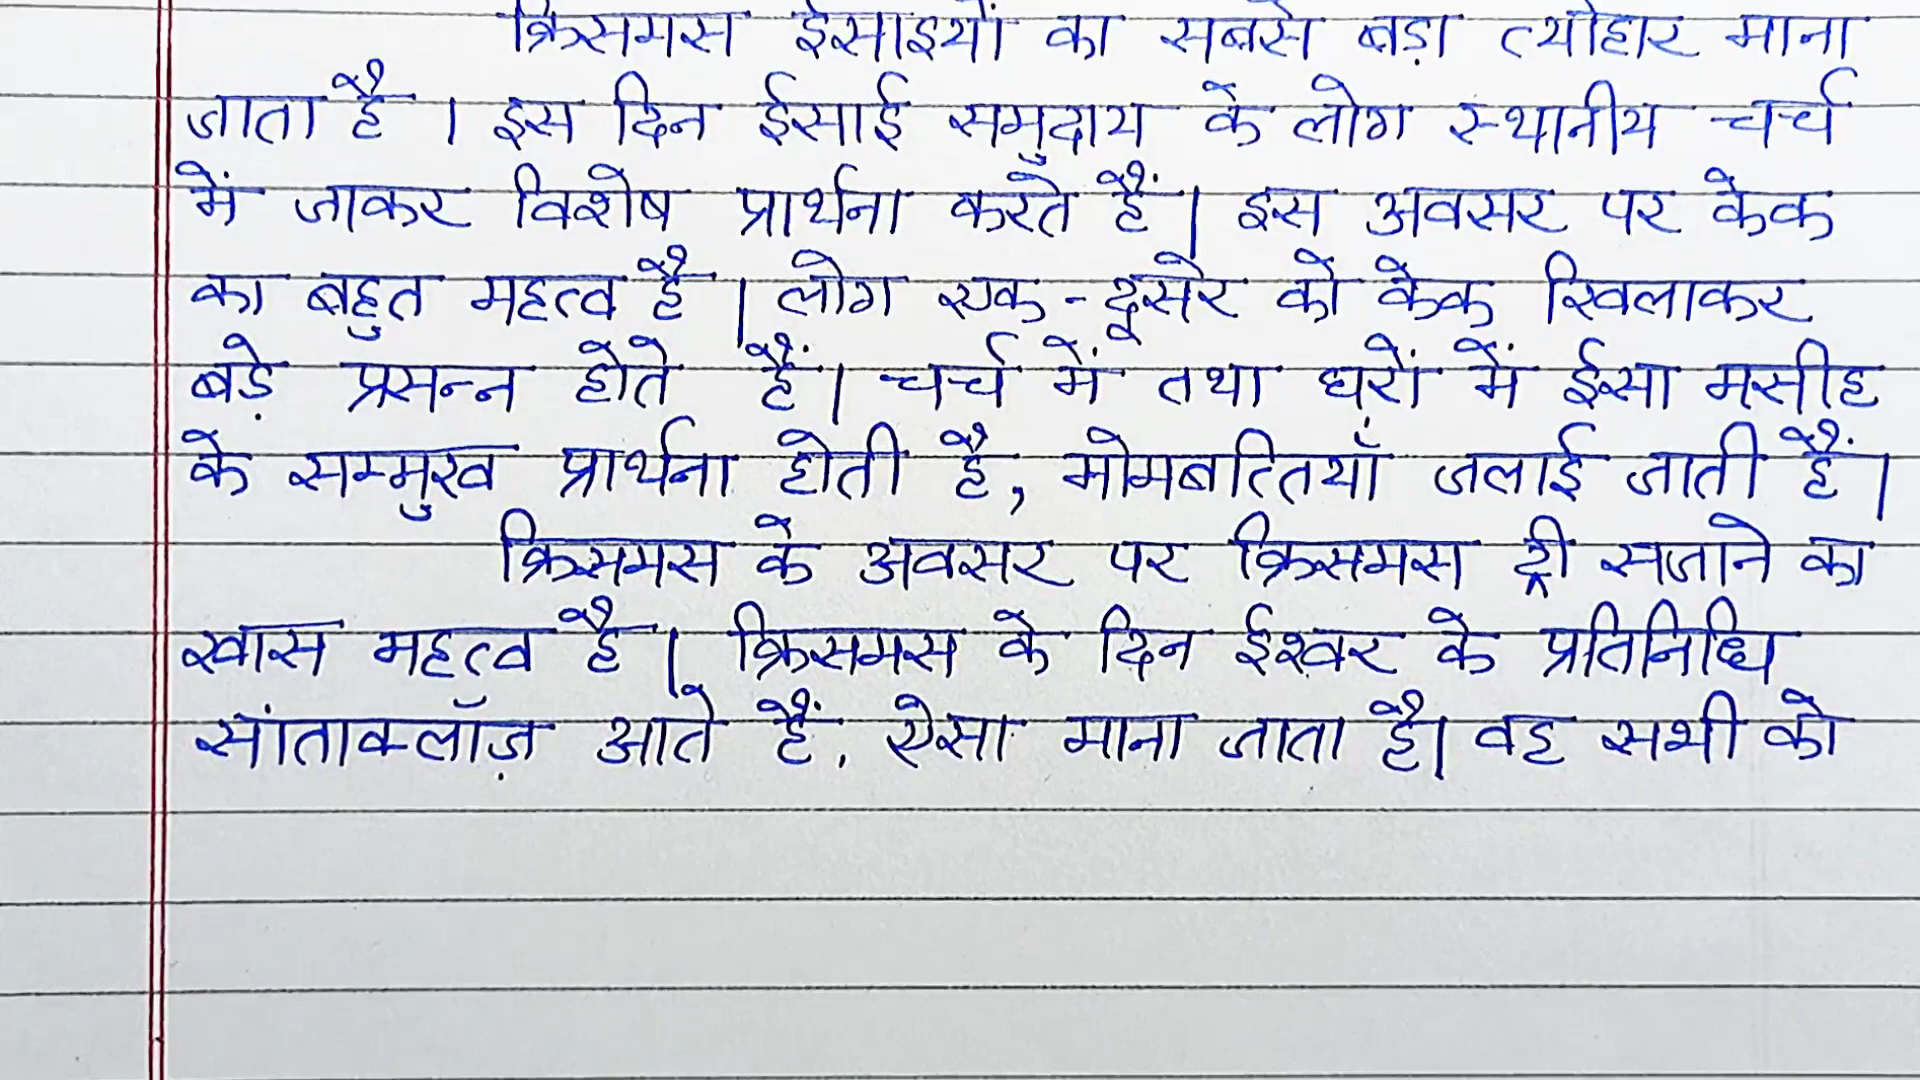 क्रिसमस ईसाइयों का सबसे बड़ा त्योहार माना
जाता है । इस दिन ईसाई समुदाय के लोग स्थानीय चर्च
में जाकर विशेष प्रार्थना करते हैं। इस अवसर पर केक
का बहुत महत्व है । लोग एक-दूसरे को केक खिलाकर
बड़े प्रसन्न होते हैं। चर्च में तथा घरों में ईसा मसीह
के सम्मुख प्रार्थना होती है, मोमबत्तियाँ जलाई जाती हैं।
क्रिसमस के अवसर पर क्रिसमस ट्री सजाने का
खास महत्व है। क्रिसमस के दिन ईश्वर के प्रतिनिधि
सांताक्लॉज़ आते हैं, ऐसा माना जाता है। वह सभी को